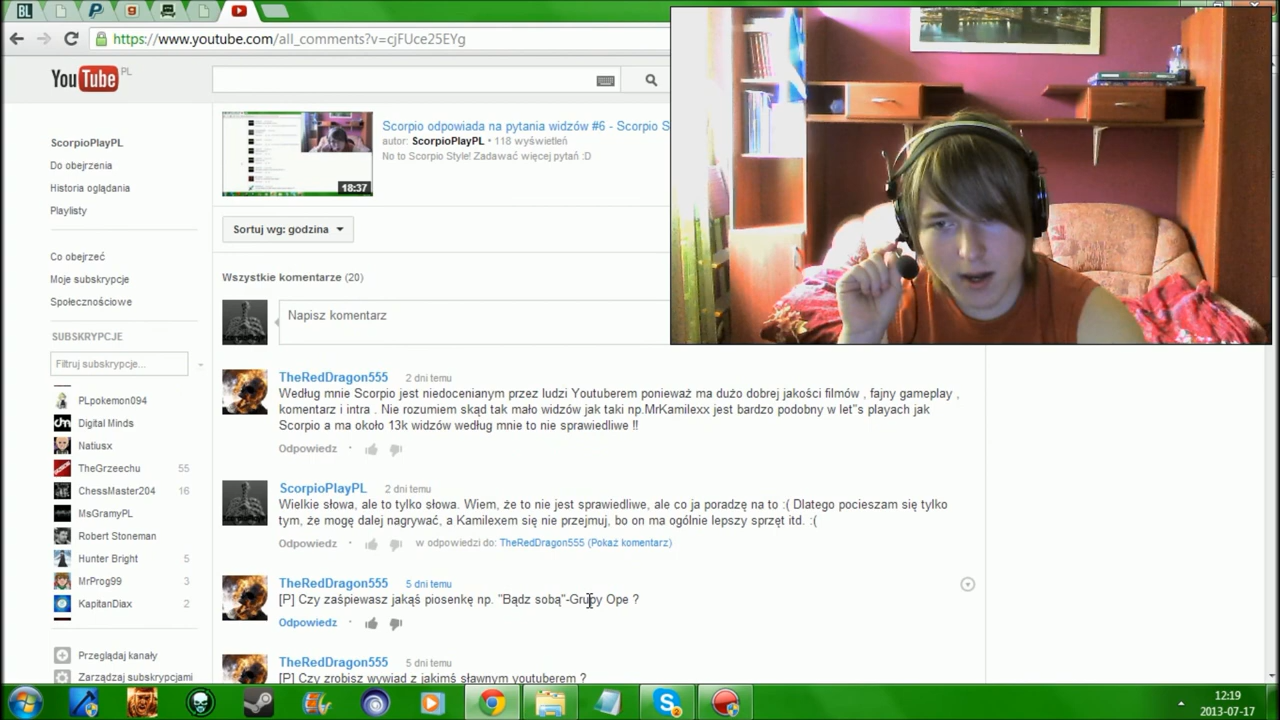 BL
https://www.youtube.com/all_comments?v=cjFUce25EYg
YouTube PL
ScorpioPlayPL
Do obejrzenia
Historia oglądania
Playlisty
Co obejrzeć
Moje subskrypcje
Społecznościowe
SUBSKRYPCJE
Filtruj subskrypcje...
PLpokemon094
Digital Minds
Natiusx
TheGrzeechu 55
ChessMaster204 16
MsGramyPL
Robert Stoneman
Hunter Bright 5
MrProg99 3
KapitanDiax 2
Przeglądaj kanały
Zarządzaj subskrypcjami
18:37
Scorpio odpowiada na pytania widzów #6 - Scorpio S
autor: ScorpioPlayPL • 118 wyświetleń
No to Scorpio Style! Zadawać więcej pytań :D
Sortuj wg: godzina
Wszystkie komentarze (20)
Napisz komentarz
TheRedDragon555 2 dni temu
Według mnie Scorpio jest niedocenianym przez ludzi Youtuberem ponieważ ma dużo dobrej jakości filmów , fajny gameplay ,
komentarz i intra . Nie rozumiem skąd tak mało widzów jak taki np.MrKamilexx jest bardzo podobny w let"s playach jak
Scorpio a ma około 13k widzów według mnie to nie sprawiedliwe !!
Odpowiedz ·
ScorpioPlayPL 2 dni temu
Wielkie słowa, ale to tylko słowa. Wiem, że to nie jest sprawiedliwe, ale co ja poradzę na to :( Dlatego pocieszam się tylko
tym, że mogę dalej nagrywać, a Kamilexem się nie przejmuj, bo on ma ogólnie lepszy sprzęt itd. :(
Odpowiedz · w odpowiedzi do: TheRedDragon555 (Pokaż komentarz)
TheRedDragon555 5 dni temu
[P] Czy zaśpiewasz jakąś piosenkę np. "Bądz sobą"-Grupy Ope ?
Odpowiedz ·
TheRedDragon555 5 dni temu
[P] Czy zrobisz wywiad z jakimś sławnym youtuberem ?
12:19
2013-07-17